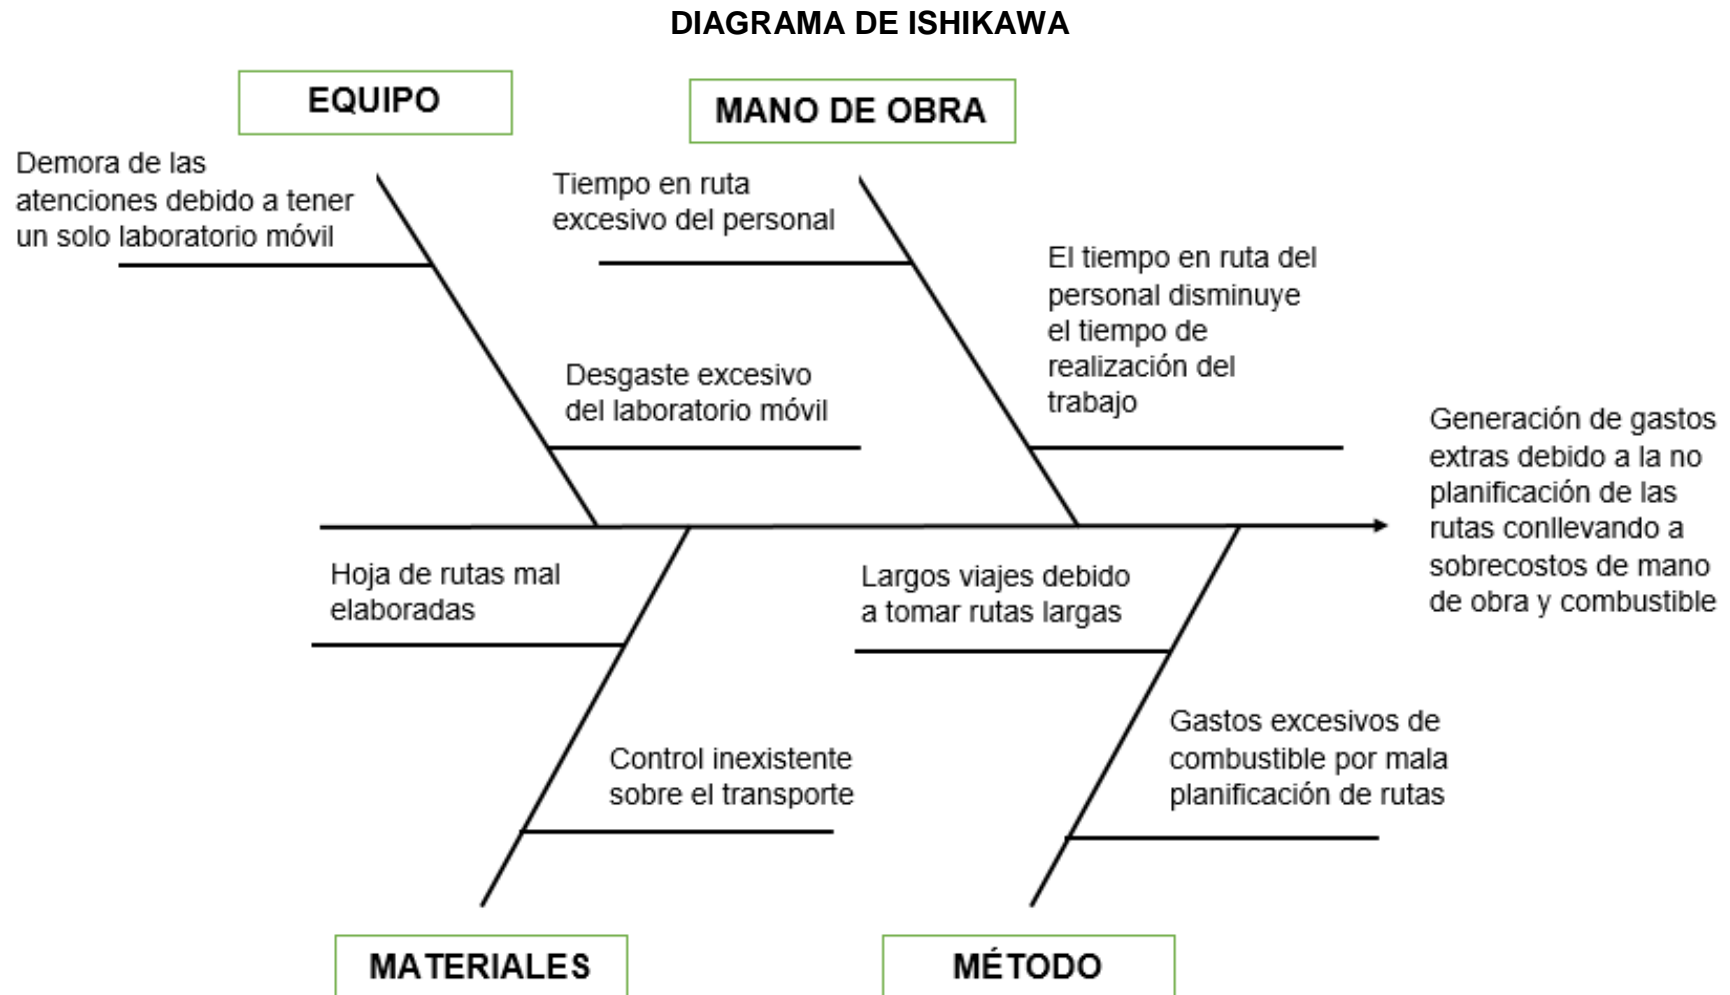 DIAGRAMA DE ISHIKAWA
EQUIPO
MANO DE OBRA
Demora de las
atenciones debido a tener
un solo laboratorio móvil
Tiempo en ruta
excesivo del personal
El tiempo en ruta del
personal disminuye
el tiempo de
realización del
trabajo
Desgaste excesivo
del laboratorio móvil
Generación de gastos
extras debido a la no
planificación de las
rutas conllevando a
sobrecostos de mano
de obra y combustible
Hoja de rutas mal
elaboradas
Largos viajes debido
a tomar rutas largas
Control inexistente
sobre el transporte
Gastos excesivos de
combustible por mala
planificación de rutas
MATERIALES
MÉTODO